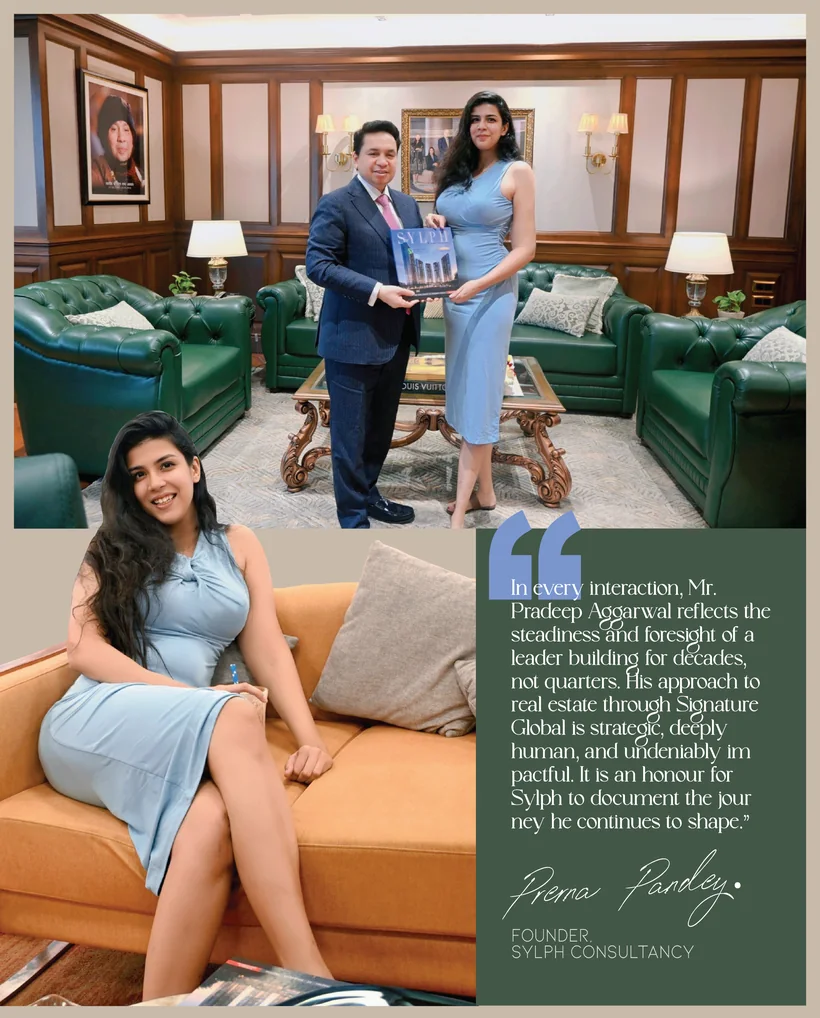 SYLPH
OUIS VUITTO
In every interaction, Mr.
Pradeep Aggarwal reflects the
steadiness and foresight of a
leader building for decades,
not quarters. His approach to
real estate through Signature
Global is strategic, deeply
human, and undeniably im
pactful. It is an honour for
Sylph to document the jour
ney he continues to shape.”
Prerna Pandey.
FOUNDER,
SYLPH CONSULTANCY